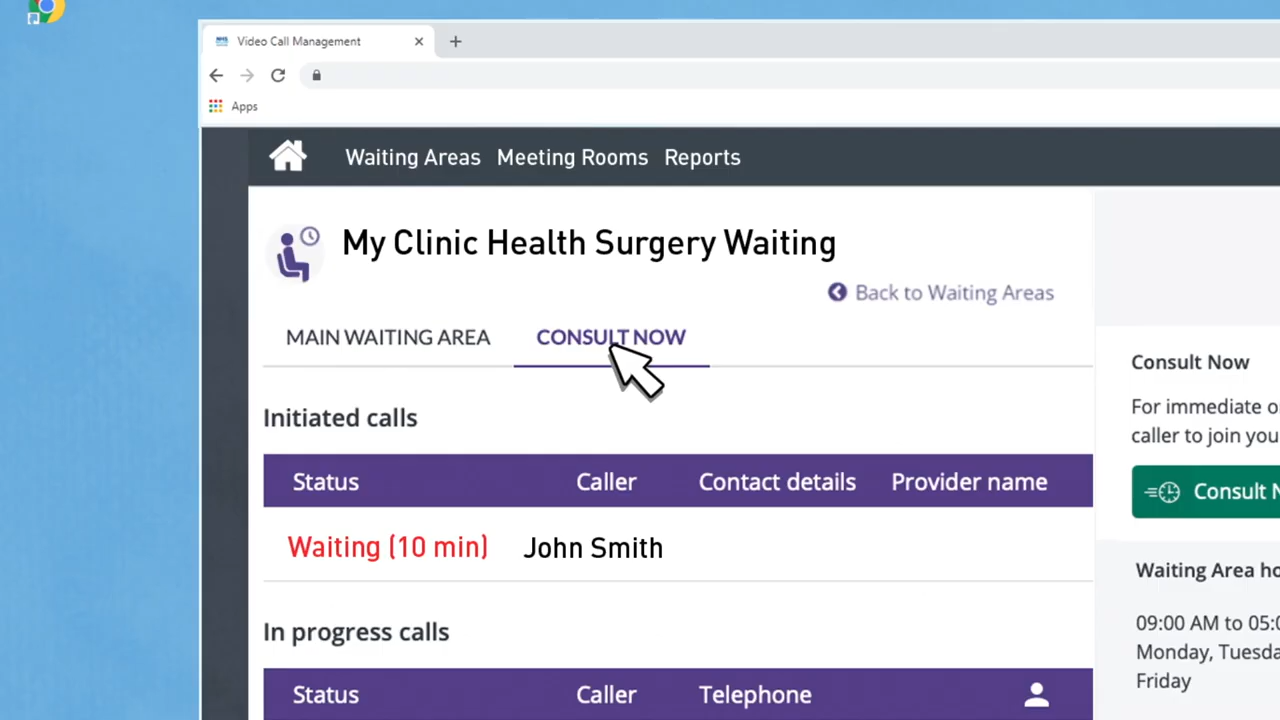 Video Call Management
Apps
Waiting Areas Meeting Rooms Reports
My Clinic Health Surgery Waiting
Back to Waiting Areas
MAIN WAITING AREA CONSULT NOW
Initiated calls
Status Caller Contact details Provider name
Waiting (10 min) John Smith
In progress calls
Status Caller Telephone
Consult Now
For immediate
caller to join you
Consult
Waiting Area
09:00 AM to
Monday,
Friday